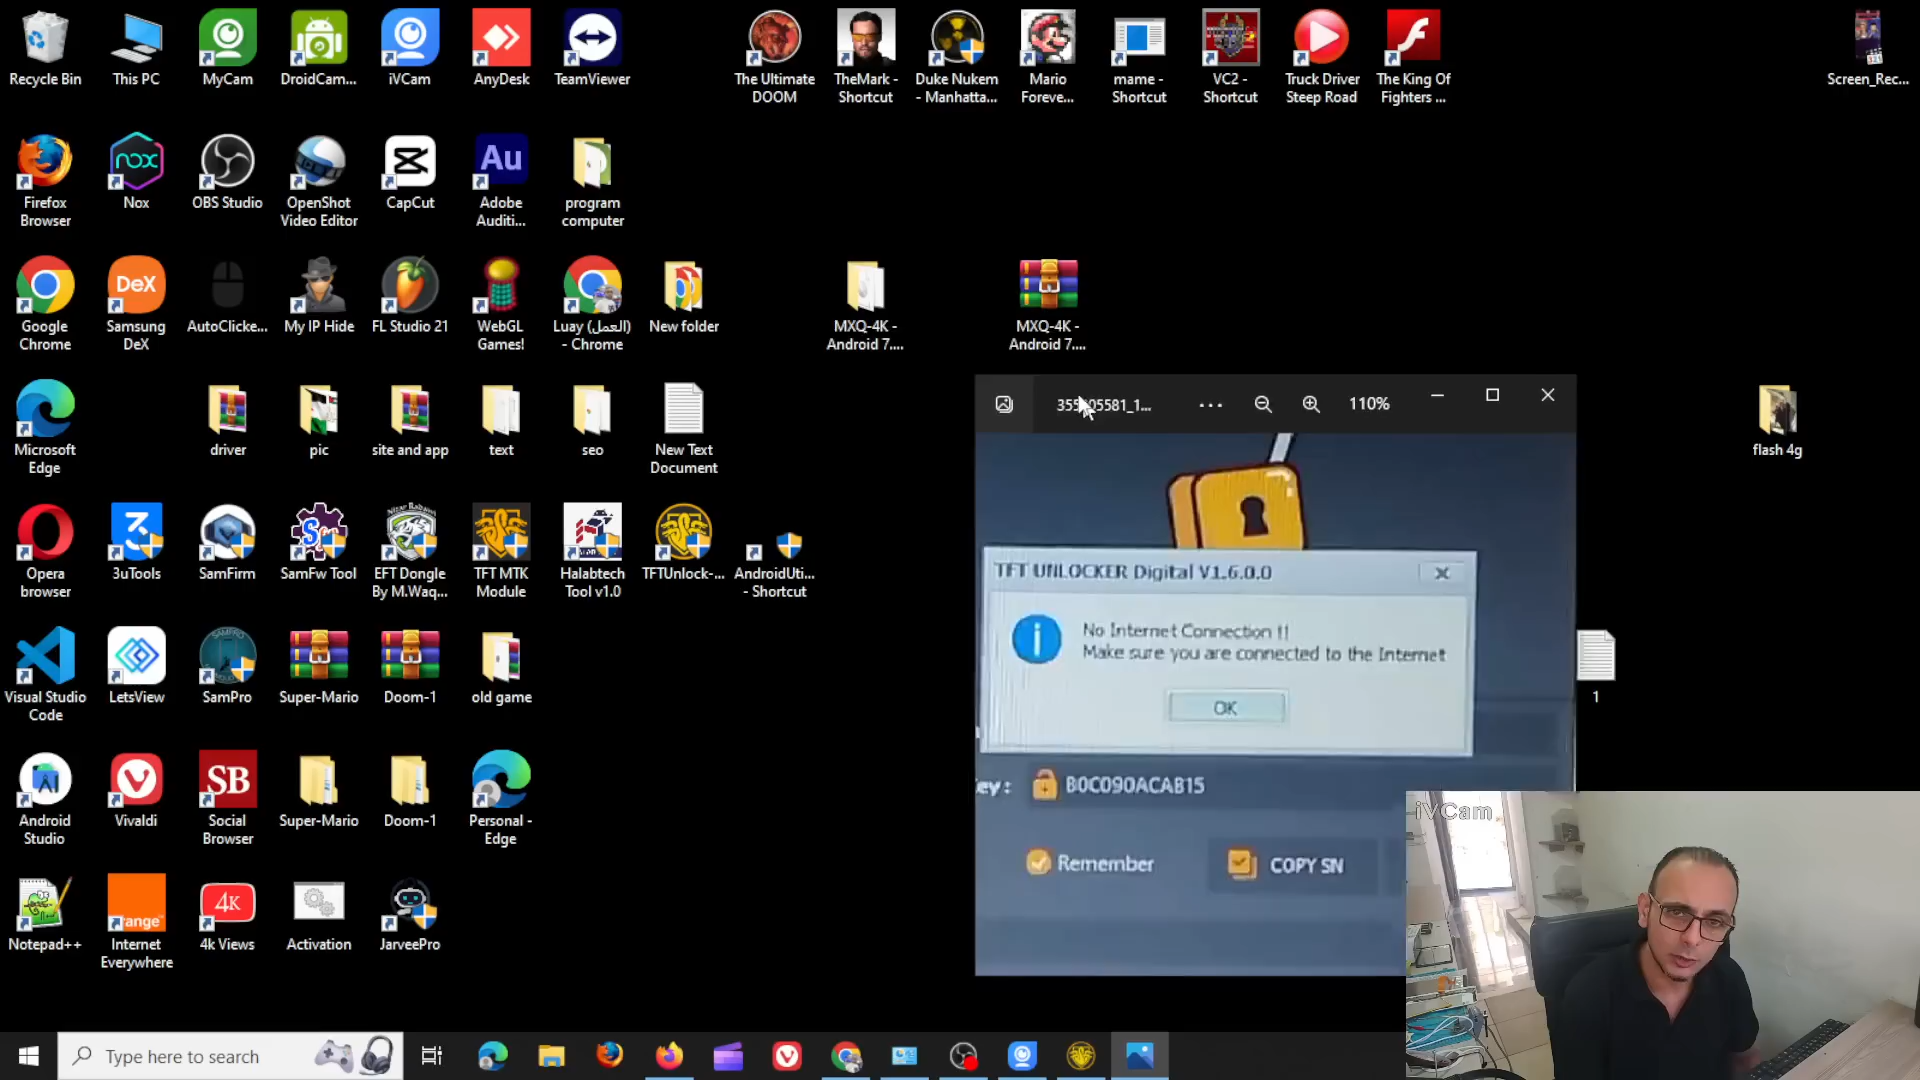 Recycle Bin
This PC
MyCam
DroidCam...
iVCam
AnyDesk
TeamViewer
The Ultimate
DOOM
TheMark -
Shortcut
Duke Nukem
- Manhatta...
Mario
Foreve...
mame -
Shortcut
VC2 -
Shortcut
Truck Driver
Steep Road
The King Of
Fighters ...
Screen_Rec...
Firefox
Browser
nox
Nox
OBS Studio
OpenShot
Video Editor
CapCut
Au
Adobe
Auditi...
program
computer
Google
Chrome
DeX
Samsung
DeX
AutoClicke...
My IP Hide
FL Studio 21
WebGL
Games!
Luay (العمل)
- Chrome
New folder
MXQ-4K -
Android 7....
MXQ-4K -
Android 7....
Microsoft
Edge
driver
pic
site and app
text
seo
New Text
Document
flash 4g
110%
Opera
browser
3uTools
SamFirm
SamFw Tool
EFT Dongle
By M.Waq...
TFT MTK
Module
Halabtech
Tool v1.0
TFTUnlock-...
AndroidUti...
- Shortcut
TFT UNLOCKER Digital V1.6.0.0
No Internet Connection !!
Make sure you are connected to the Internet
OK
Visual Studio
Code
LetsView
SamPro
Super-Mario
Doom-1
old game
1
Android
Studio
Vivaldi
SB
Social
Browser
Super-Mario
Doom-1
Personal -
Edge
ey:
B0C090ACAB15
Remember
COPY SN
iVCam
Notepad++
Internet
Everywhere
4K
4k Views
Activation
JarveePro
Type here to search